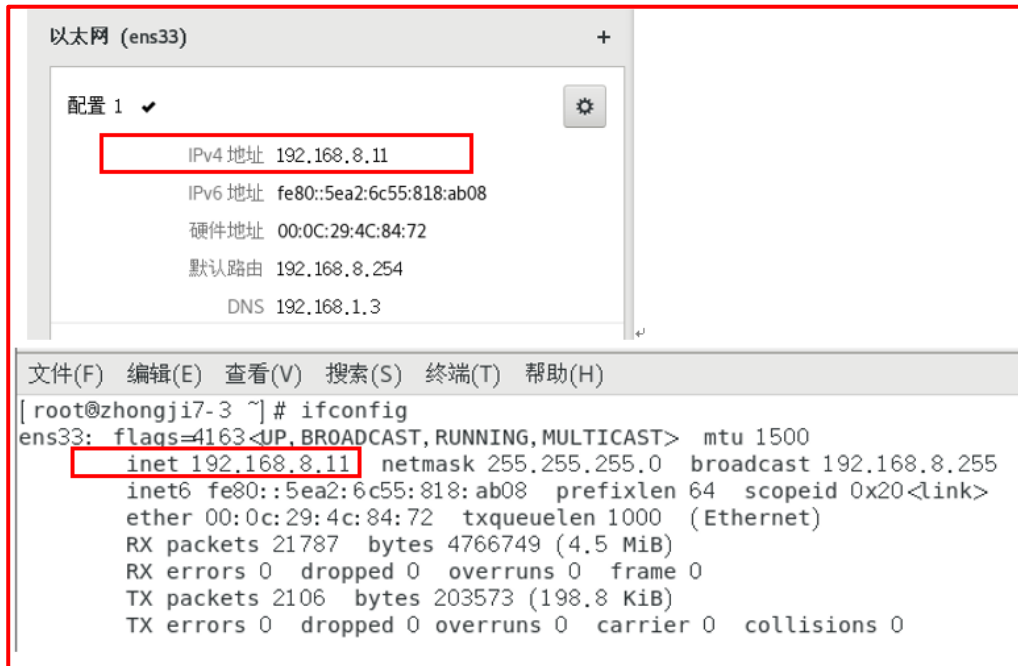 以太网 (ens33) +
配置 1 ✔
IPv4 地址 192.168.8.11
IPv6 地址 fe80::5ea2:6c55:818:ab08
硬件地址 00:0C:29:4C:84:72
默认路由 192.168.8.254
DNS 192.168.1.3
文件(F) 编辑(E) 查看(V) 搜索(S) 终端(T) 帮助(H)
[root@zhongji7-3 ~]# ifconfig
ens33: flags=4163<UP,BROADCAST,RUNNING,MULTICAST> mtu 1500
inet 192.168.8.11 netmask 255.255.255.0 broadcast 192.168.8.255
inet6 fe80::5ea2:6c55:818:ab08 prefixlen 64 scopeid 0x20<link>
ether 00:0c:29:4c:84:72 txqueuelen 1000 (Ethernet)
RX packets 21787 bytes 4766749 (4.5 MiB)
RX errors 0 dropped 0 overruns 0 frame 0
TX packets 2106 bytes 203573 (198.8 KiB)
TX errors 0 dropped 0 overruns 0 carrier 0 collisions 0